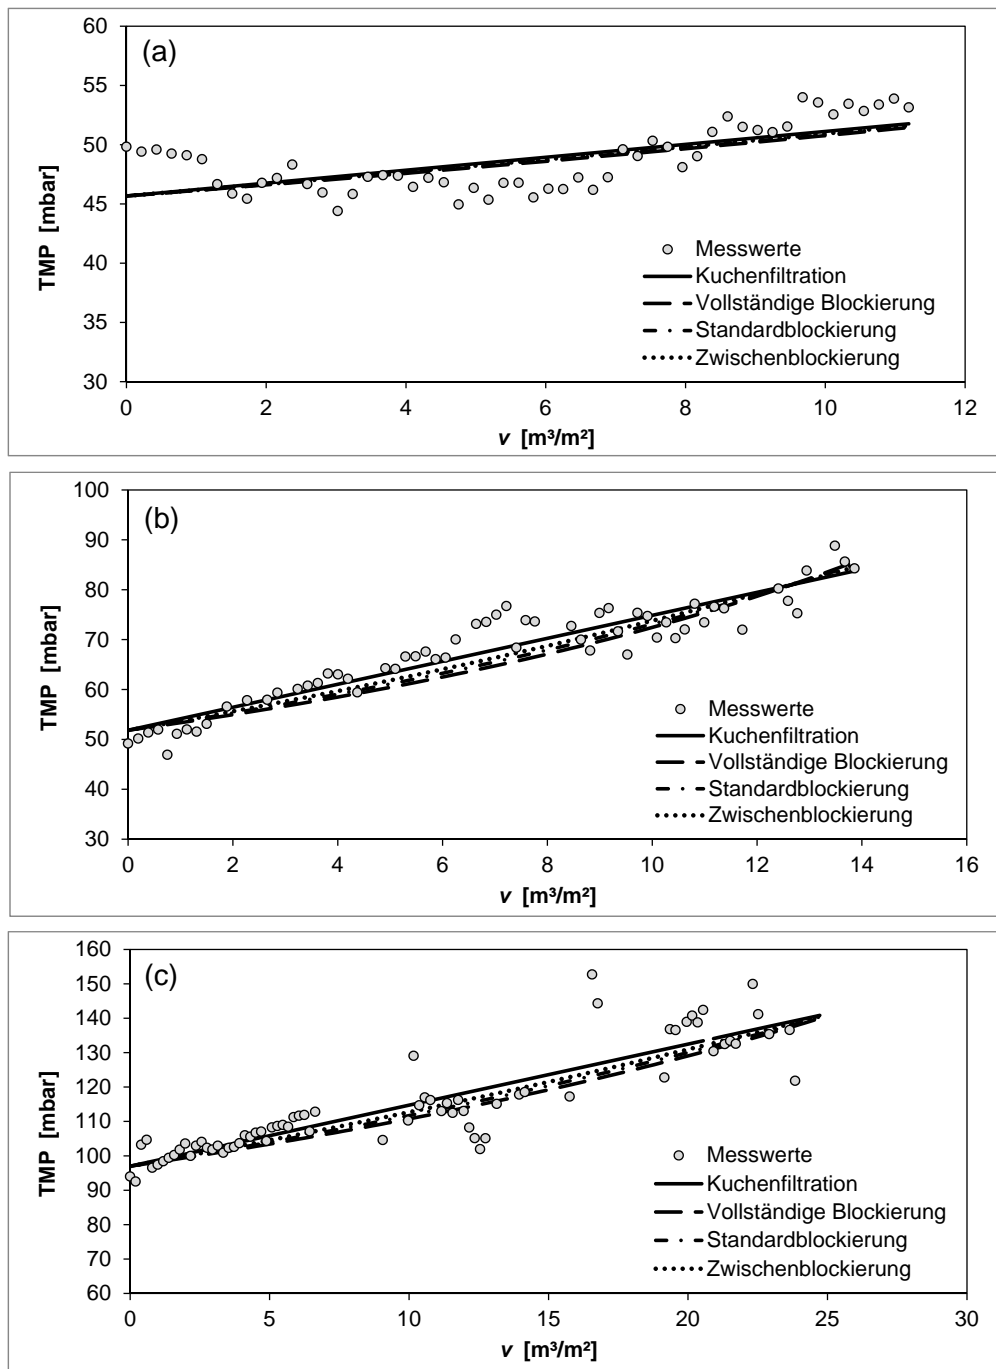 (a)
60
55
50
45
40
35
30
TMP [mbar]
Messwerte
Kuchenfiltration
Vollständige Blockierung
Standardblockierung
Zwischenblockierung
0 2 4 6 8 10 12
v [m³/m²]
(b)
100
90
80
70
60
50
40
30
TMP [mbar]
Messwerte
Kuchenfiltration
Vollständige Blockierung
Standardblockierung
Zwischenblockierung
0 2 4 6 8 10 12 14 16
v [m³/m²]
(c)
160
150
140
130
120
110
100
90
80
70
60
TMP [mbar]
Messwerte
Kuchenfiltration
Vollständige Blockierung
Standardblockierung
Zwischenblockierung
0 5 10 15 20 25 30
v [m³/m²]